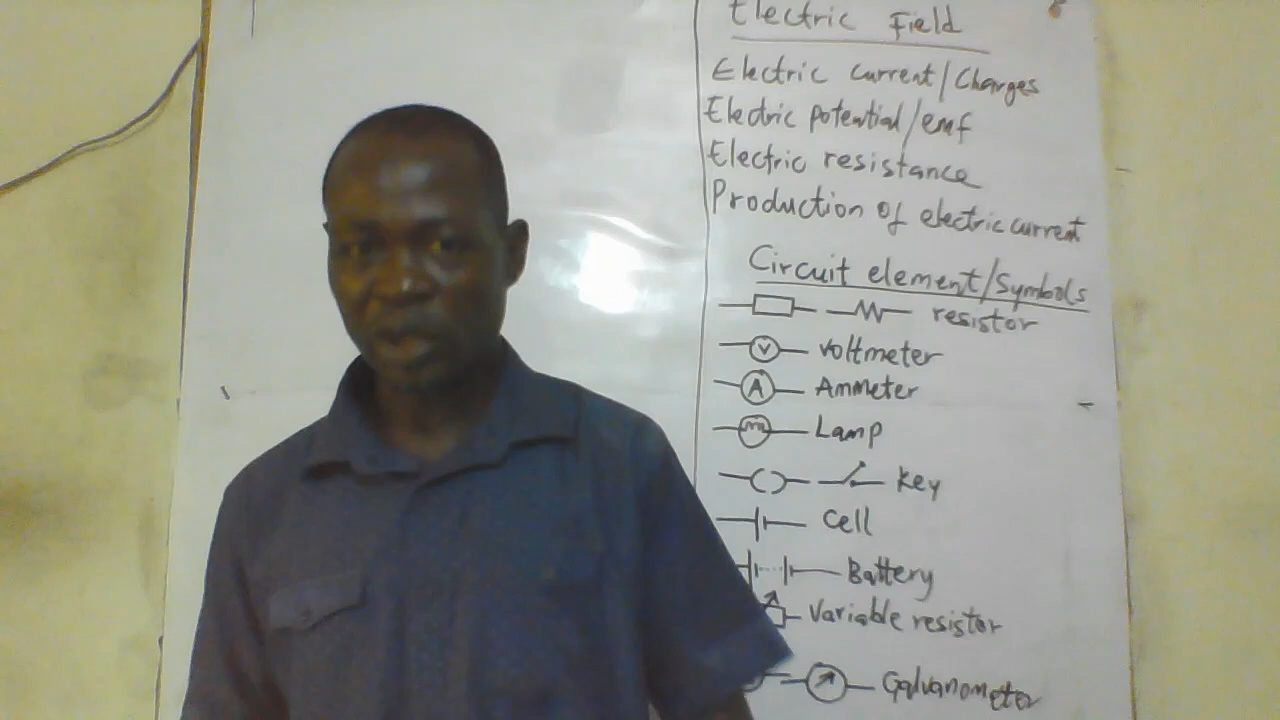 Electric Field
Electric current/Charges
Electric potential/emf
Electric resistance
Production of electric current
Circuit element/Symbols
resistor
V voltmeter
A Ammeter
Lamp
key
Cell
Battery
Variable resistor
Galvanometer